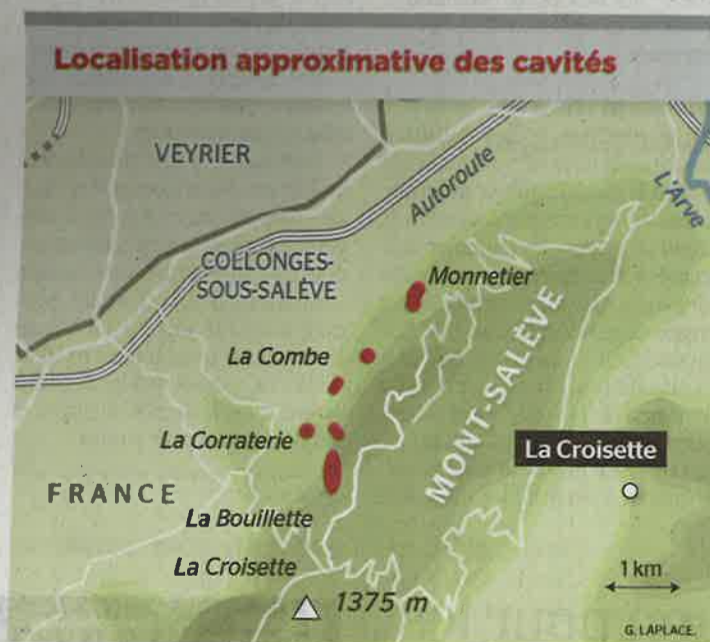 Localisation approximative des cavités
VEYRIER
Autoroute
L'Arve
COLLONGES-
SOUS-SALÈVE
Monnetier
La Combe
MONT-SALÈVE
La Corraterie
La Croisette
FRANCE
La Bouillette
La Croisette
1 km
1375 m
G. LAPLACE.